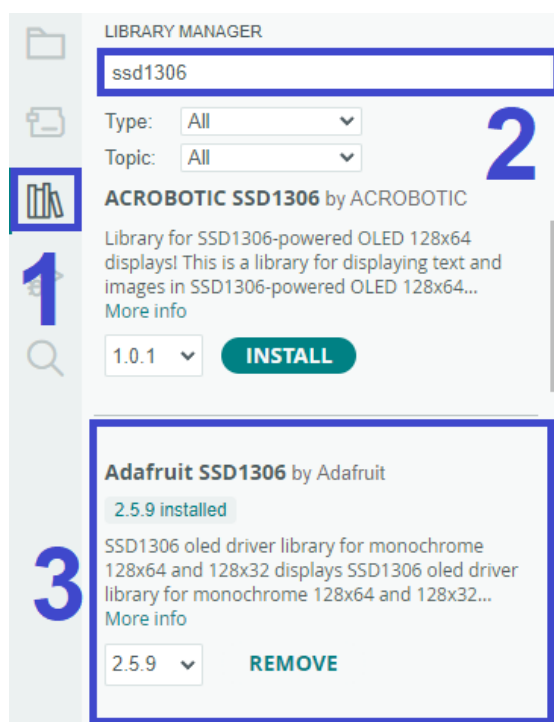 LIBRARY MANAGER
ssd1306
Type: All
Topic: All
2
ACROBOTIC SSD1306 by ACROBOTIC
Library for SSD1306-powered OLED 128x64
displays! This is a library for displaying text and
images in SSD1306-powered OLED 128x64...
More info
1
1.0.1 INSTALL
Adafruit SSD1306 by Adafruit
2.5.9 installed
SSD1306 oled driver library for monochrome
128x64 and 128x32 displays SSD1306 oled driver
library for monochrome 128x64 and 128x32...
More info
3
2.5.9 REMOVE